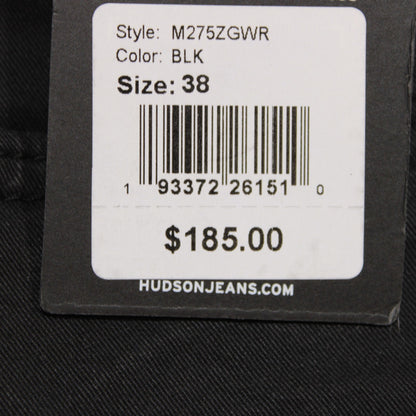 Style: M275ZGWR
Color: BLK
Size: 38
1 93372 26151 0
$185.00
HUDSONJEANS.COM